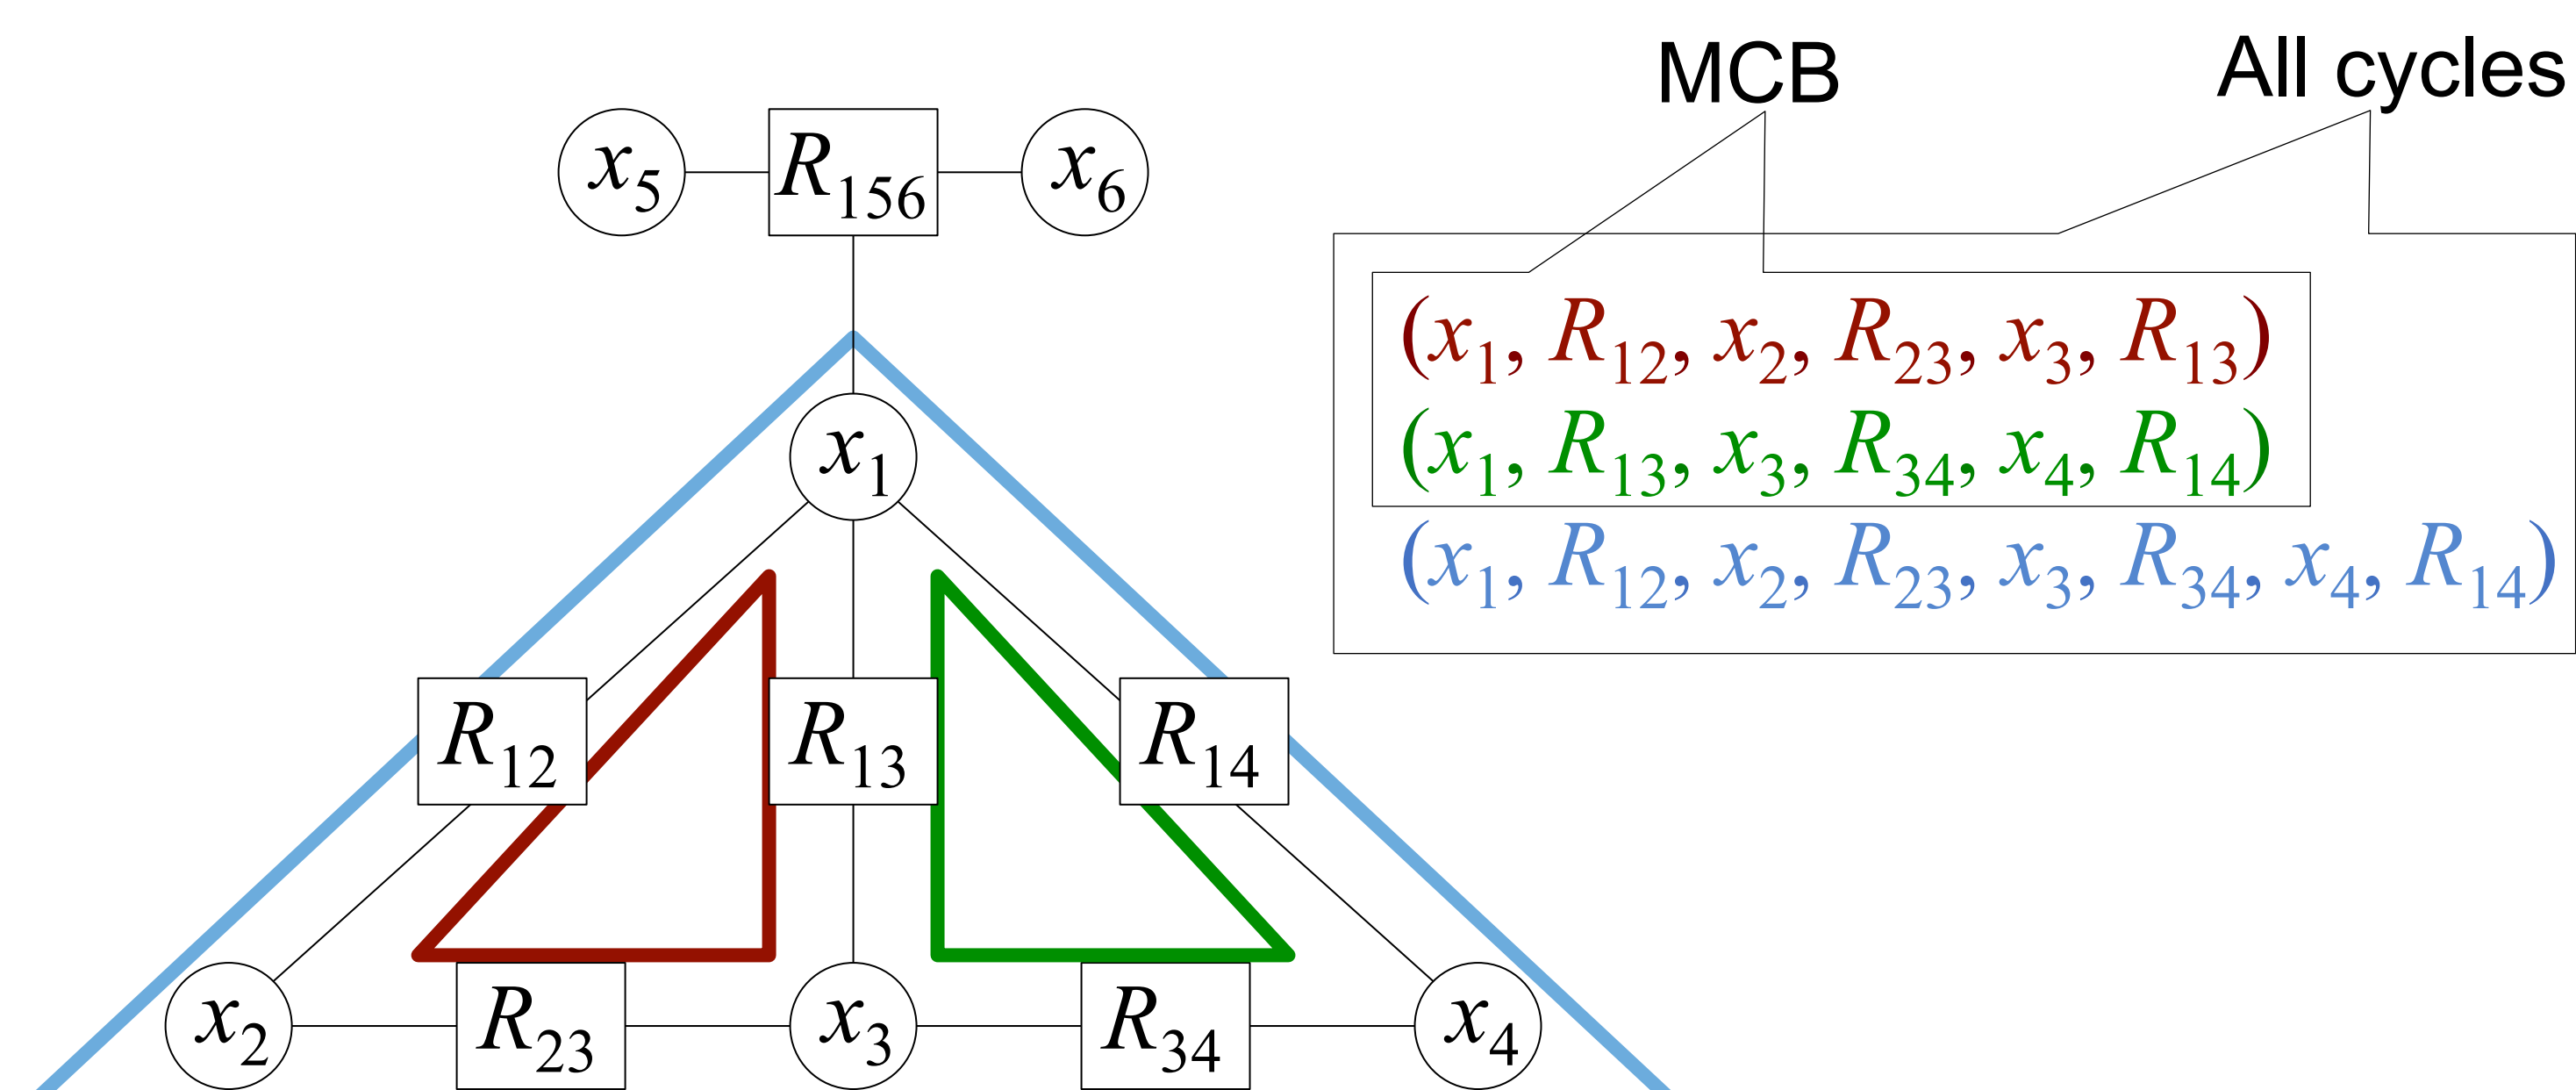 MCB
All cycles
x5 R156 x6
(x1, R12, x2, R23, x3, R13)
(x1, R13, x3, R34, x4, R14)
x1
(x1, R12, x2, R23, x3, R34, x4, R14)
R12 R13 R14
x2 R23 x3 R34 x4